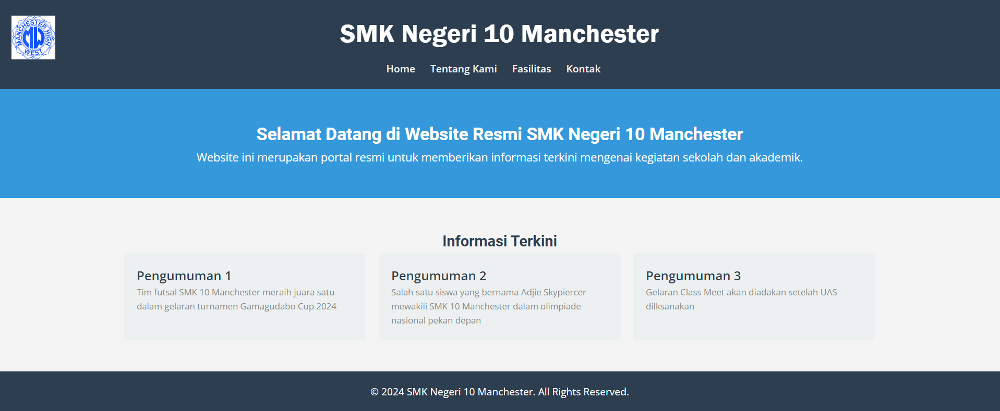 MANCHESTER HIGH
MW
WEST
SMK Negeri 10 Manchester
Home Tentang Kami Fasilitas Kontak
Selamat Datang di Website Resmi SMK Negeri 10 Manchester
Website ini merupakan portal resmi untuk memberikan informasi terkini mengenai kegiatan sekolah dan akademik.
Informasi Terkini
Pengumuman 1
Tim futsal SMK 10 Manchester meraih juara satu
dalam gelaran turnamen Gamagudabo Cup 2024
Pengumuman 2
Salah satu siswa yang bernama Adjie Skypiercer
mewakili SMK 10 Manchester dalam olimpiade
nasional pekan depan
Pengumuman 3
Gelaran Class Meet akan diadakan setelah UAS
dilksanakan
© 2024 SMK Negeri 10 Manchester. All Rights Reserved.